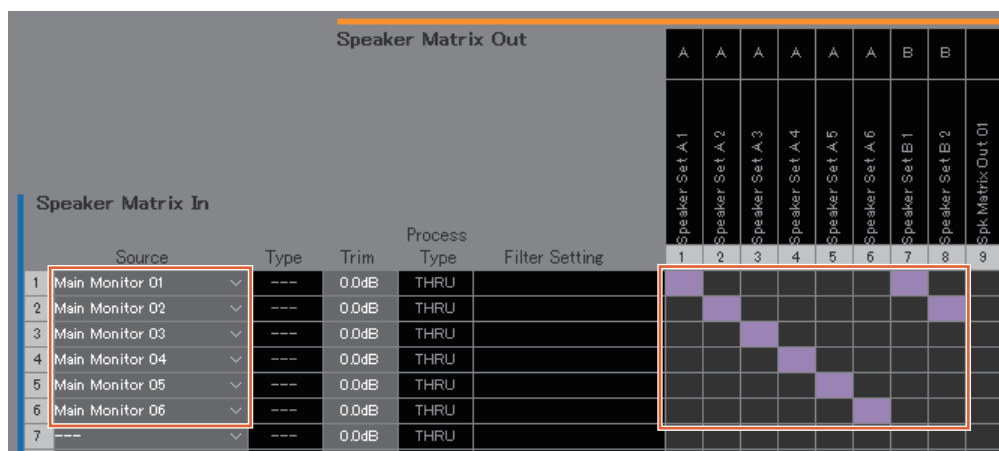 Speaker Matrix Out
A A A A A A B B
Speaker Set A 1
Speaker Set A 2
Speaker Set A 3
Speaker Set A 4
Speaker Set A 5
Speaker Set A 6
Speaker Set B 1
Speaker Set B 2
Spk Matrix Out 01
Speaker Matrix In
Source Type Trim Process Type Filter Setting 1 2 3 4 5 6 7 8 9
1 Main Monitor 01 --- 0.0dB THRU
2 Main Monitor 02 --- 0.0dB THRU
3 Main Monitor 03 --- 0.0dB THRU
4 Main Monitor 04 --- 0.0dB THRU
5 Main Monitor 05 --- 0.0dB THRU
6 Main Monitor 06 --- 0.0dB THRU
7 --- --- 0.0dB THRU